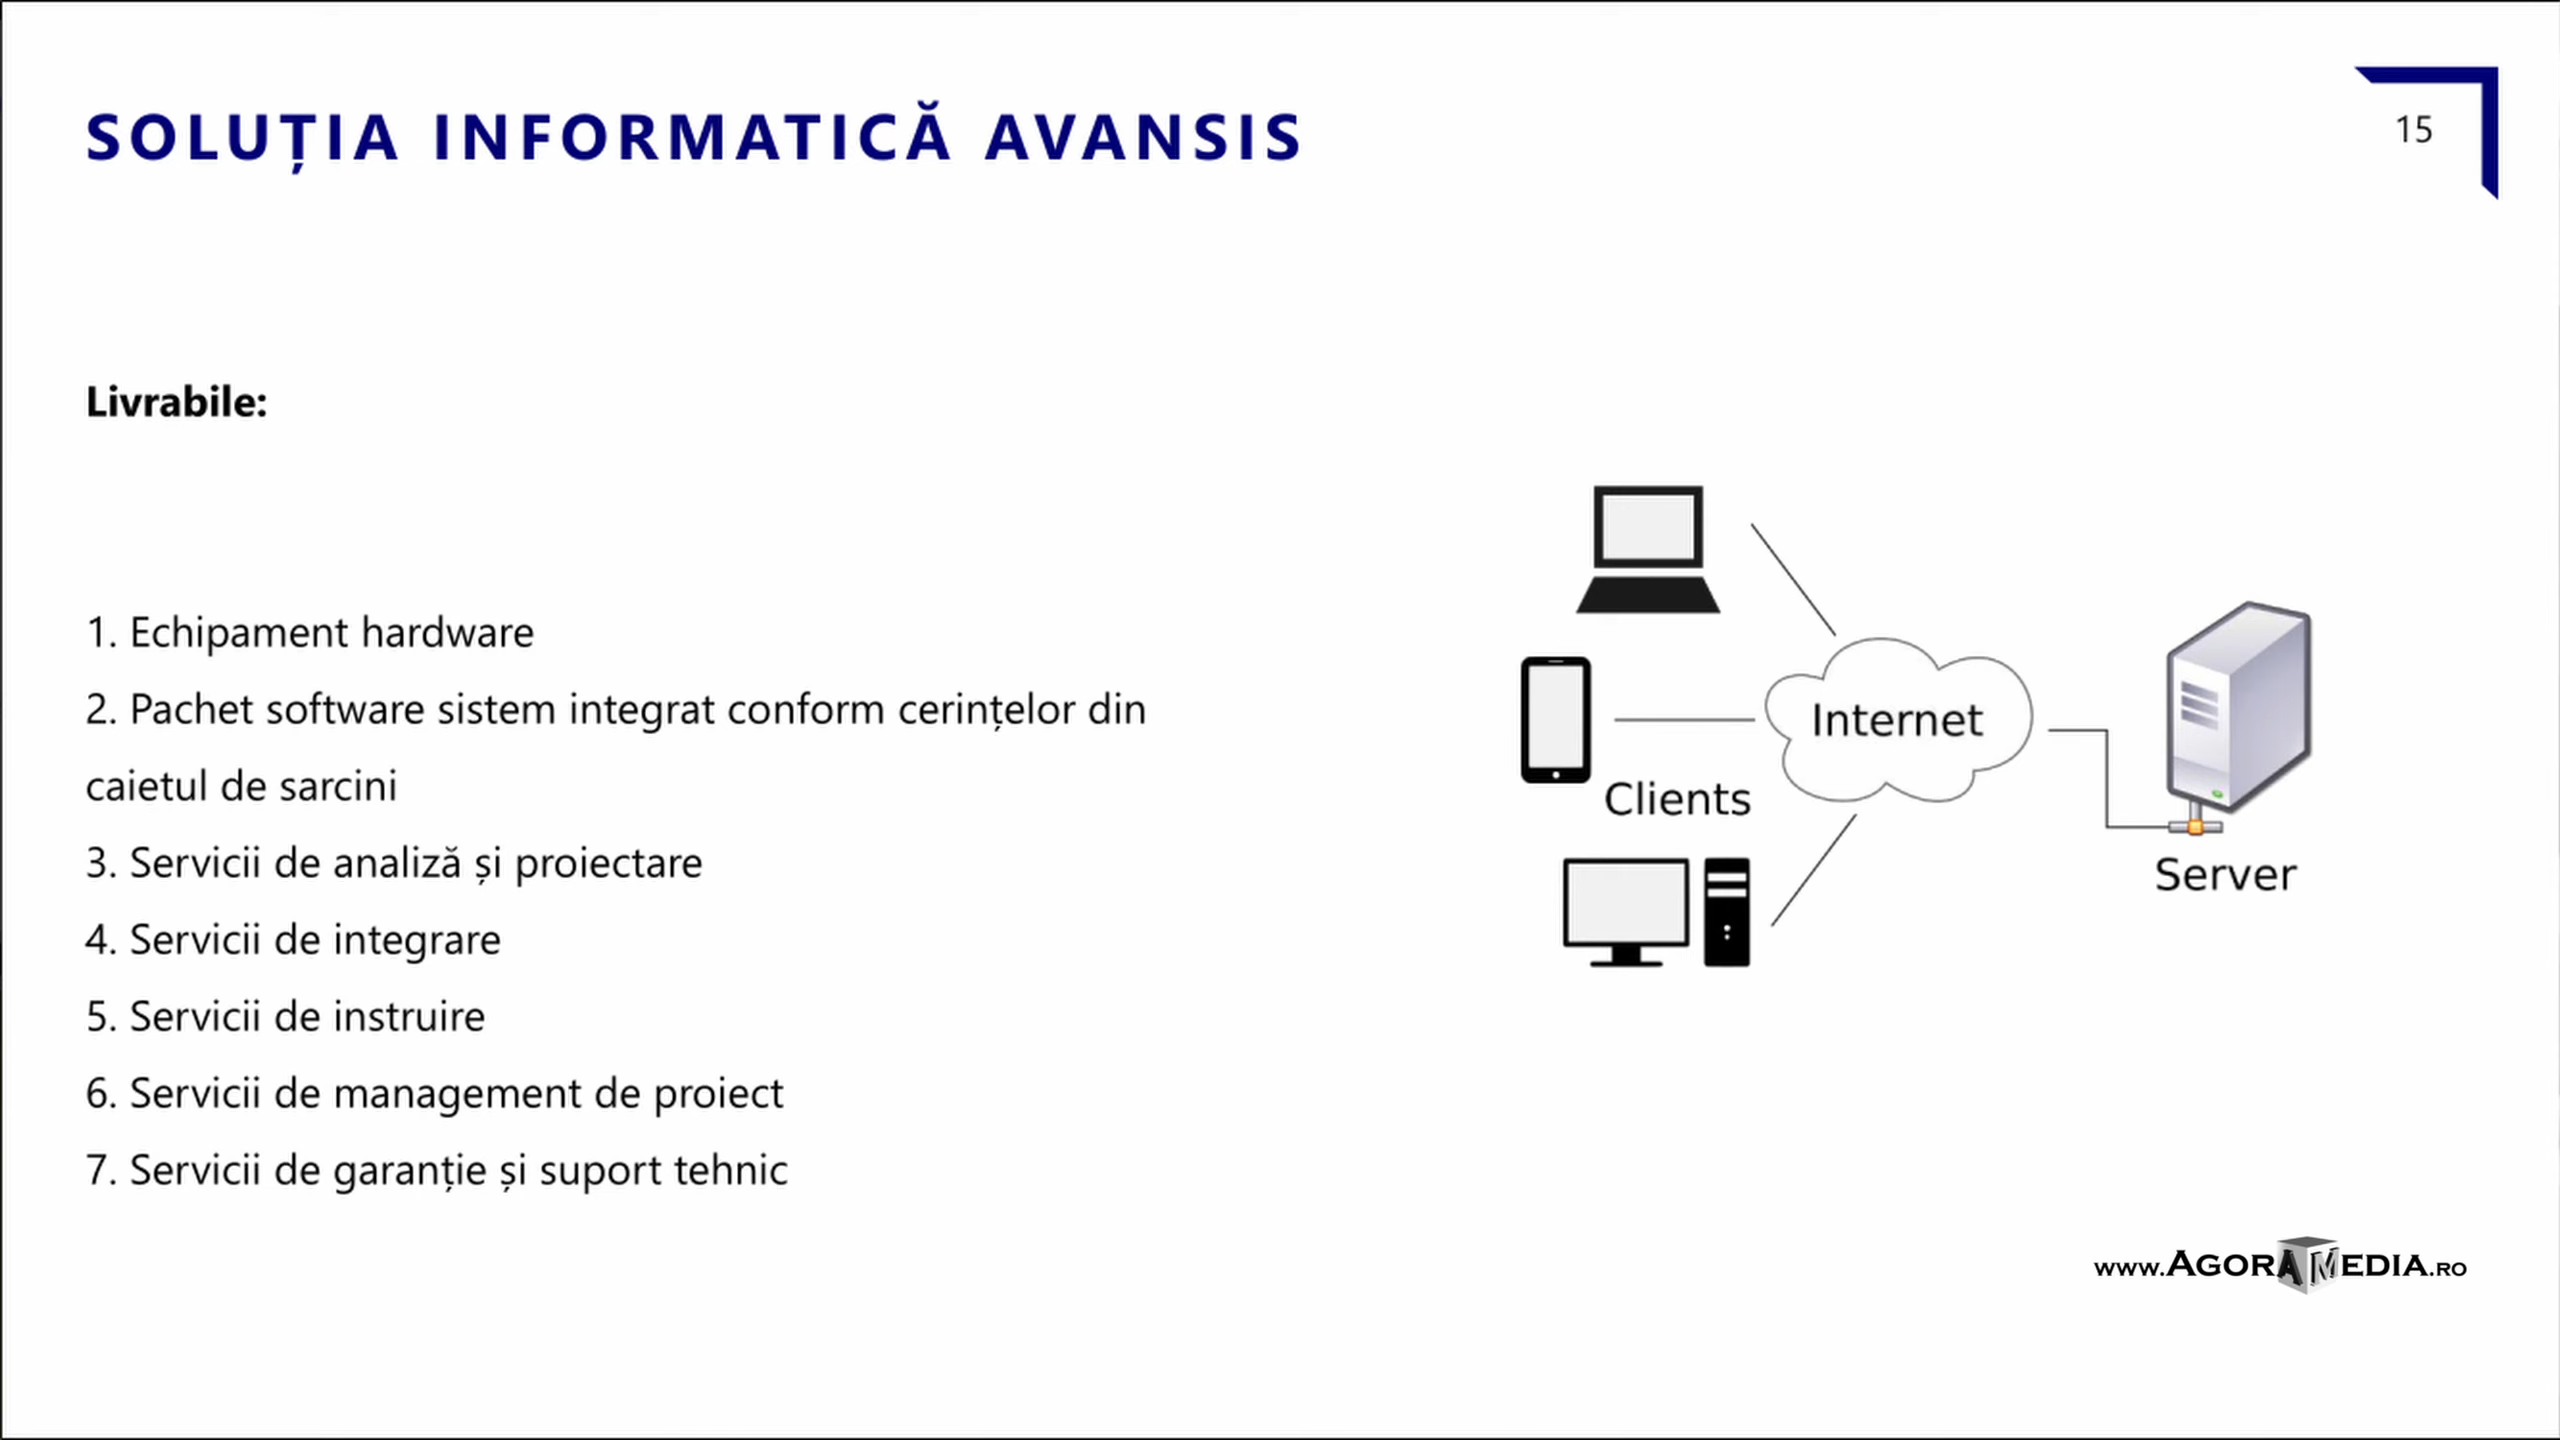 SOLUȚIA INFORMATICĂ AVANSIS
15
Livrabile:
1. Echipament hardware
2. Pachet software sistem integrat conform cerințelor din
caietul de sarcini
3. Servicii de analiză și proiectare
4. Servicii de integrare
5. Servicii de instruire
6. Servicii de management de proiect
7. Servicii de garanție și suport tehnic
Internet
Clients
Server
www.AGORAMEDIA.RO